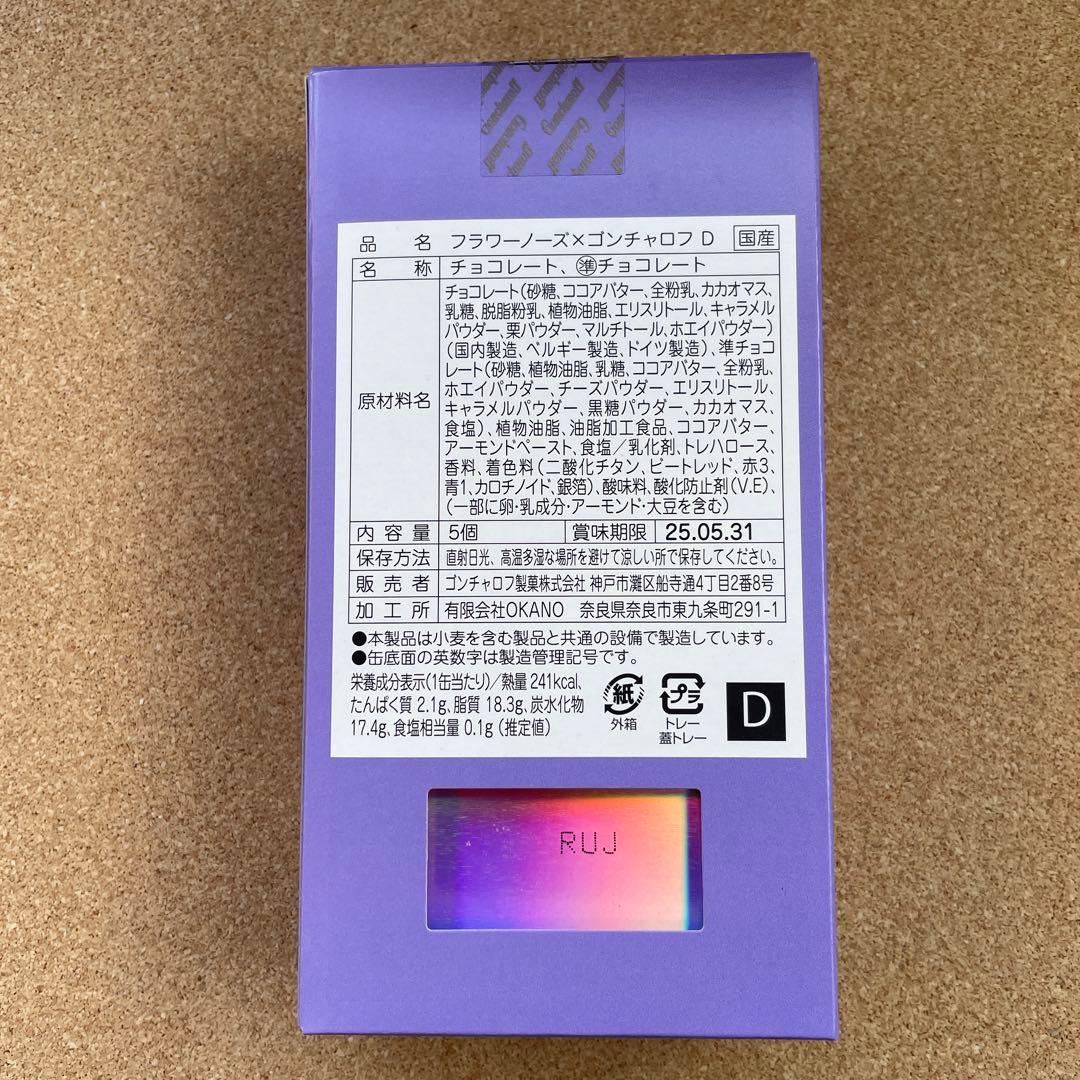 Goncharoff
品名 フラワーノーズ×ゴンチャロフ D 国産
名称 チョコレート、㊜チョコレート
原材料名
チョコレート(砂糖、ココアバター、全粉乳、カカオマス、
乳糖、脱脂粉乳、植物油脂、エリスリトール、キャラメル
パウダー、栗パウダー、マルチトール、ホエイパウダー)
(国内製造、ベルギー製造、ドイツ製造)、準チョコ
レート(砂糖、植物油脂、乳糖、ココアバター、全粉乳、
ホエイパウダー、チーズパウダー、エリスリトール、
キャラメルパウダー、黒糖パウダー、カカオマス、
食塩)、植物油脂、油脂加工食品、ココアバター、
アーモンドペースト、食塩/乳化剤、トレハロース、
香料、着色料(二酸化チタン、ビートレッド、赤3、
青1、カロチノイド、銀箔)、酸味料、酸化防止剤(V.E)、
(一部に卵・乳成分・アーモンド・大豆を含む)
内容量 5個 賞味期限 25.05.31
保存方法 直射日光、高温多湿な場所を避けて涼しい所で保存してください。
販売者 ゴンチャロフ製菓株式会社 神戸市灘区船寺通4丁目2番8号
加工所 有限会社OKANO 奈良県奈良市東九条町291-1
●本製品は小麦を含む製品と共通の設備で製造しています。
●缶底面の英数字は製造管理記号です。
栄養成分表示(1缶当たり)/熱量 241kcal、
たんぱく質 2.1g、脂質 18.3g、炭水化物
17.4g、食塩相当量 0.1g (推定値)
紙
外箱
プラ
トレー
蓋トレー
D
RUJ